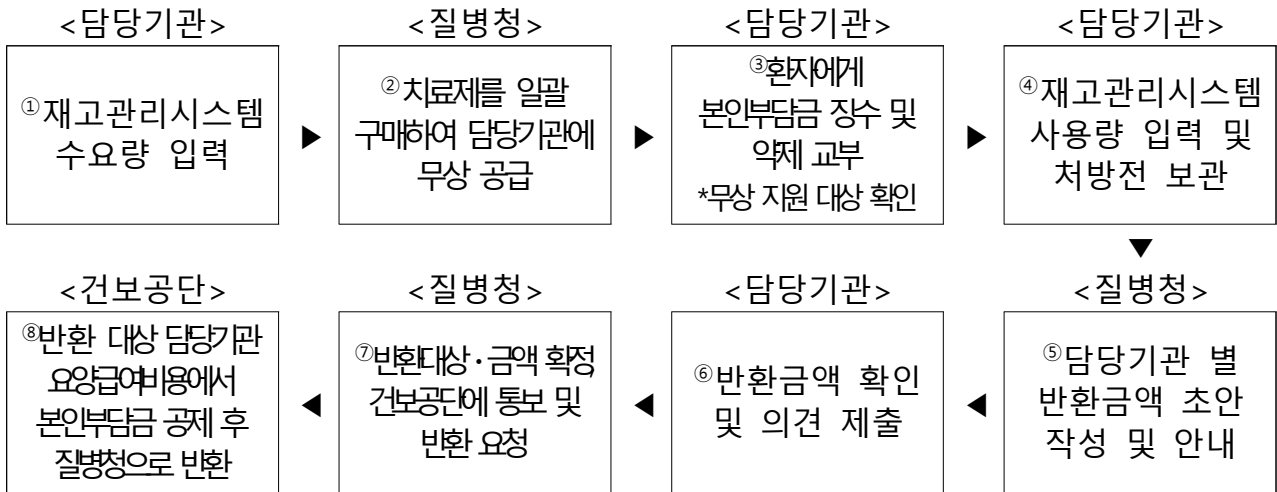 <담당기관>
①재고관리시스템
수요량 입력
▶
<질병청>
②치료제를 일괄
구매하여 담당기관에
무상 공급
▶
<담당기관>
③환자에게
본인부담금 징수 및
약제 교부
*무상 지원 대상 확인
▶
<담당기관>
④재고관리시스템
사용량 입력 및
처방전 보관
▼
<질병청>
⑤담당기관 별
반환금액 초안
작성 및 안내
◀
<담당기관>
⑥반환금액 확인
및 의견 제출
◀
<질병청>
⑦반환대상·금액 확정,
건보공단에 통보 및
반환 요청
◀
<건보공단>
⑧반환 대상 담당기관
요양급여비용에서
본인부담금 공제 후
질병청으로 반환